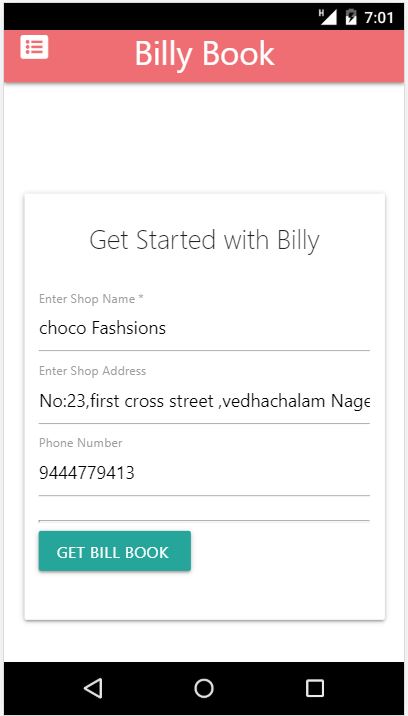 H 7:01
Billy Book
Get Started with Billy
Enter Shop Name *
choco Fashsions
Enter Shop Address
No:23,first cross street ,vedhachalam Nage
Phone Number
9444779413
GET BILL BOOK